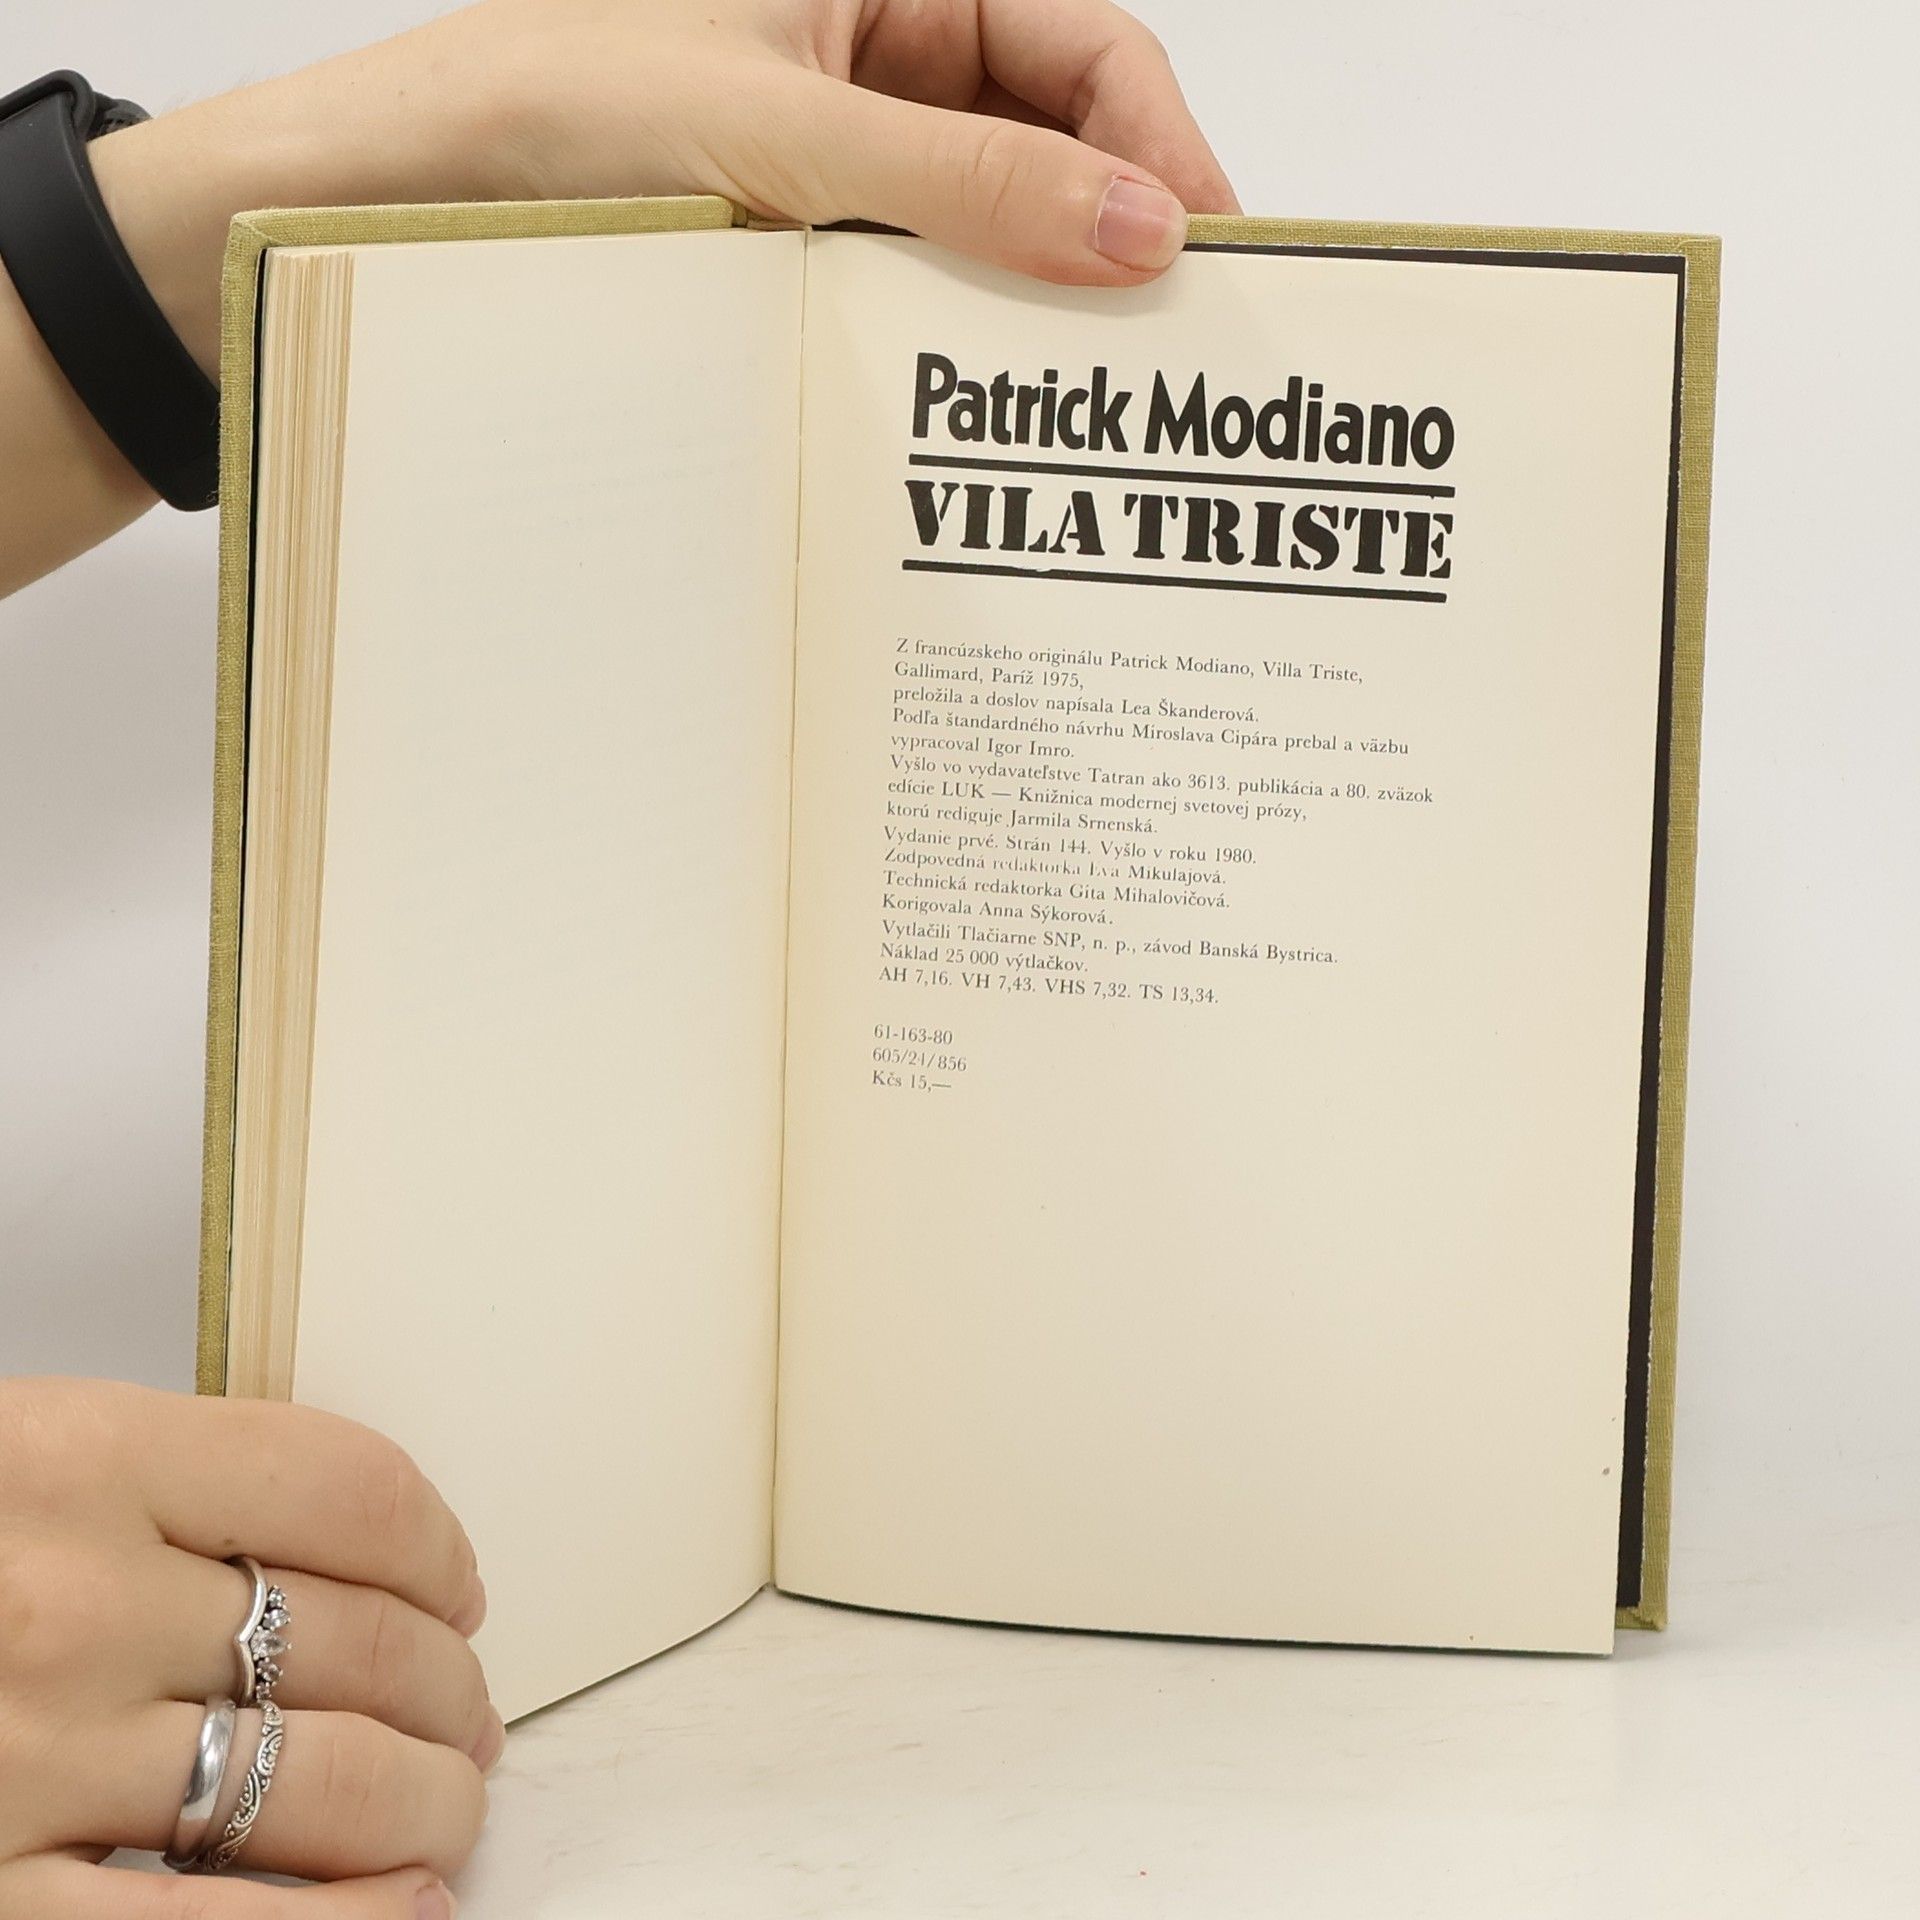 Patrick Modiano
VILA TRISTE
Z francúzskeho originálu Patrick Modiano, Villa Triste,
Gallimard, Paríž 1975,
preložila a doslov napísala Lea Škanderová.
Podľa štandardného návrhu Miroslava Cipára prebal a väzbu
vypracoval Igor Imro.
Vyšlo vo vydavateľstve Tatran ako 3613. publikácia a 80. zväzok
edície LUK — Knižnica modernej svetovej prózy,
ktorú rediguje Jarmila Srnenská.
Vydanie prvé. Strán 144. Vyšlo v roku 1980.
Zodpovedná redaktorka Eva Mikulajová.
Technická redaktorka Gita Mihalovičová.
Korigovala Anna Sýkorová.
Vytlačili Tlačiarne SNP, n. p., závod Banská Bystrica.
Náklad 25 000 výtlačkov.
AH 7,16. VH 7,43. VHS 7,32. TS 13,34.
61-163-80
605/21/856
Kčs 15,—